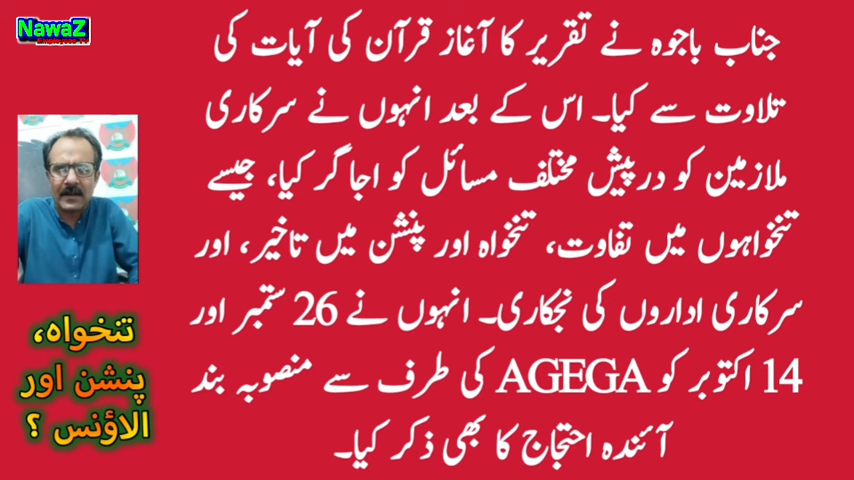 NawaZ
Employees Tv
جناب باجوہ نے تقریر کا آغاز قرآن کی آیات کی
تلاوت سے کیا۔ اس کے بعد انہوں نے سرکاری
ملازمین کو درپیش مختلف مسائل کو اجاگر کیا، جیسے
تنخواہوں میں تفاوت، تنخواہ اور پنشن میں تاخیر، اور
سرکاری اداروں کی نجکاری۔ انہوں نے 26 ستمبر اور
14 اکتوبر کو AGEGA کی طرف سے منصوبہ بند
آئندہ احتجاج کا بھی ذکر کیا۔
تنخواہ،
پنشن اور
الاؤنس ؟